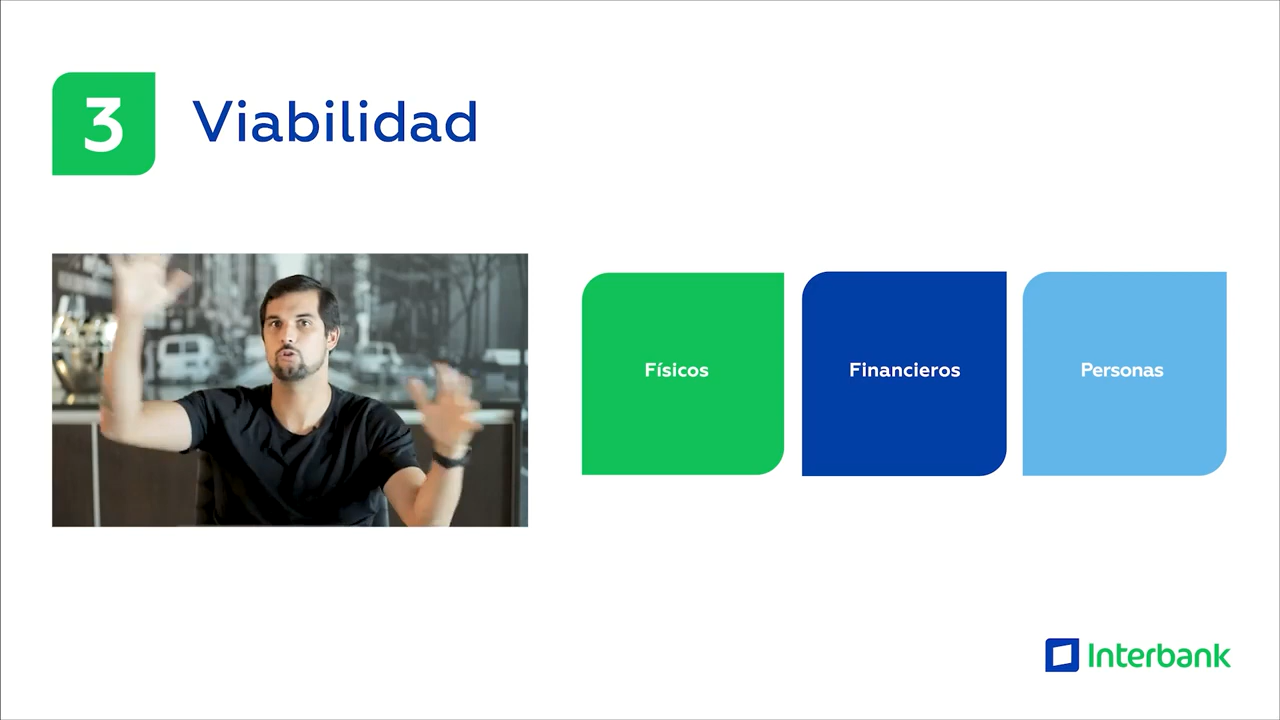 3
Viabilidad
Físicos
Financieros
Personas
Interbank